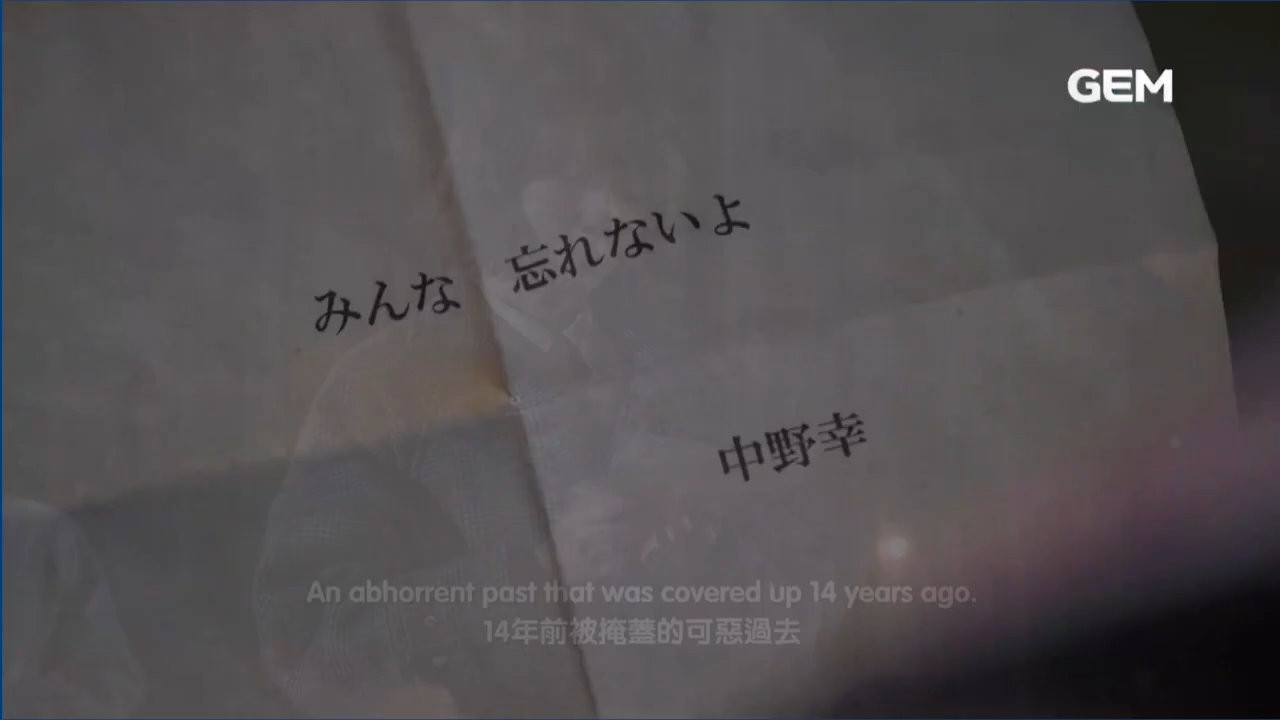 GEM
みんな 忘れないよ
中野幸
An abhorrent past that was covered up 14 years ago.
14年前被掩蓋的可惡過去